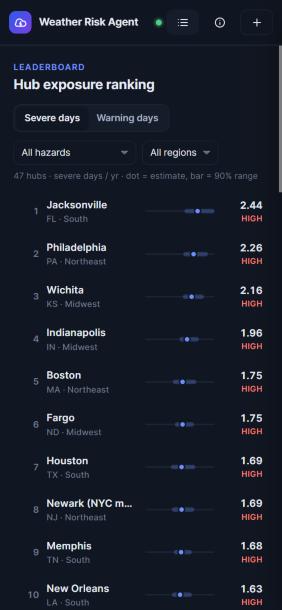 Weather Risk Agent
LEADERBOARD
Hub exposure ranking
Severe days Warning days
All hazards All regions
47 hubs · severe days / yr · dot = estimate, bar = 90% range
1 Jacksonville 2.44
FL · South HIGH
2 Philadelphia 2.26
PA · Northeast HIGH
3 Wichita 2.16
KS · Midwest HIGH
4 Indianapolis 1.96
IN · Midwest HIGH
5 Boston 1.75
MA · Northeast HIGH
6 Fargo 1.75
ND · Midwest HIGH
7 Houston 1.69
TX · South HIGH
8 Newark (NYC m... 1.69
NJ · Northeast HIGH
9 Memphis 1.68
TN · South HIGH
10 New Orleans 1.63
LA · South HIGH